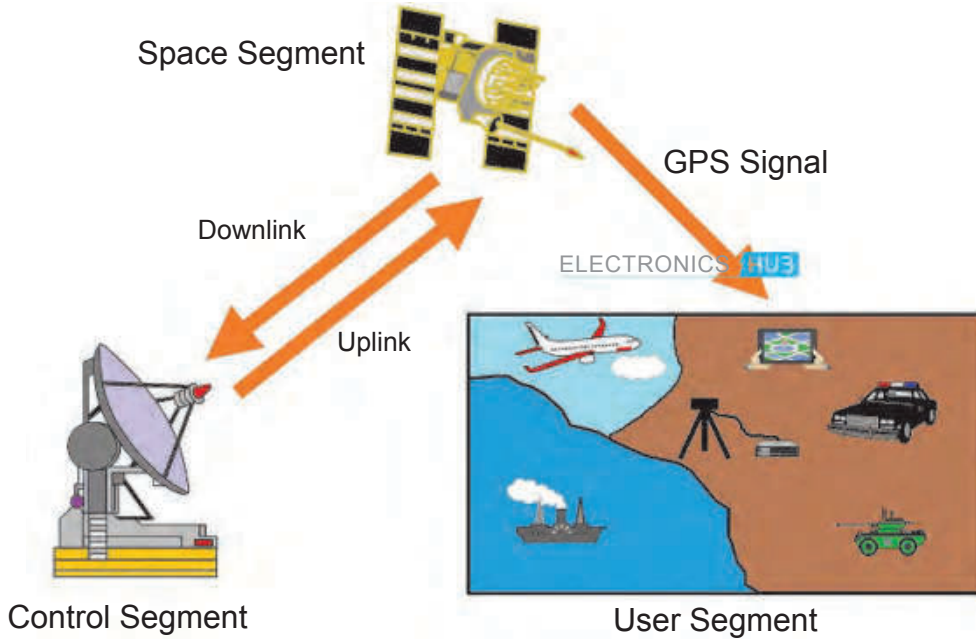 Space Segment
GPS Signal
Downlink
ELECTRONICS HUB
Uplink
Control Segment
User Segment